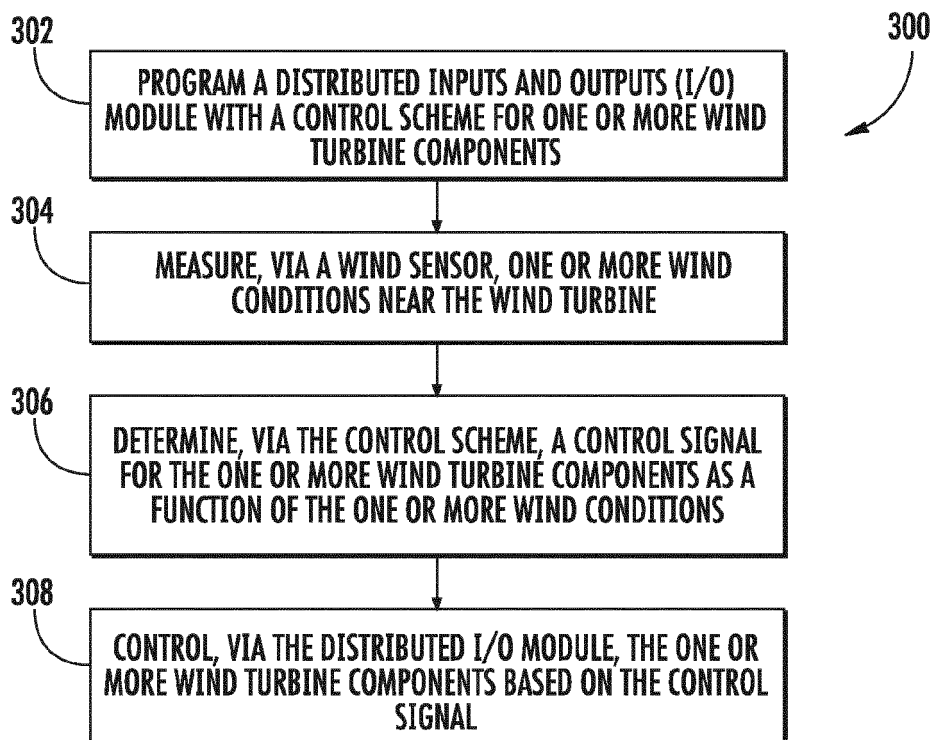 302
300
PROGRAM A DISTRIBUTED INPUTS AND OUTPUTS (I/O)
MODULE WITH A CONTROL SCHEME FOR ONE OR MORE WIND
TURBINE COMPONENTS
304
MEASURE, VIA A WIND SENSOR, ONE OR MORE WIND
CONDITIONS NEAR THE WIND TURBINE
306
DETERMINE, VIA THE CONTROL SCHEME, A CONTROL SIGNAL
FOR THE ONE OR MORE WIND TURBINE COMPONENTS AS A
FUNCTION OF THE ONE OR MORE WIND CONDITIONS
308
CONTROL, VIA THE DISTRIBUTED I/O MODULE, THE ONE OR
MORE WIND TURBINE COMPONENTS BASED ON THE CONTROL
SIGNAL